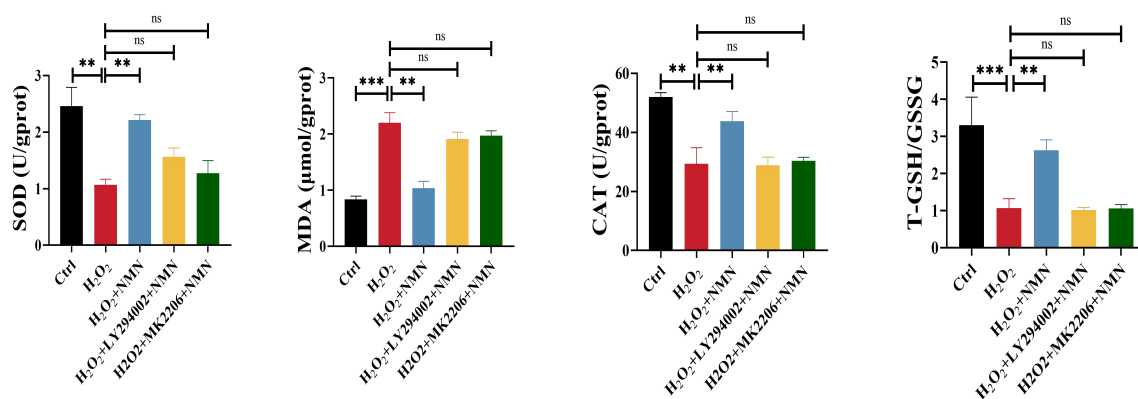 ns
ns
** **
SOD (U/gprot)
3
2
1
0
Ctrl
H₂O₂
H₂O₂+NMN
H₂O₂+LY294002+NMN
H2O2+MK2206+NMN
ns
ns
*** **
MDA (μmol/gprot)
3
2
1
0
Ctrl
H₂O₂
H₂O₂+NMN
H₂O₂+LY294002+NMN
H2O2+MK2206+NMN
ns
ns
** **
CAT (U/gprot)
60
40
20
0
Ctrl
H₂O₂
H₂O₂+NMN
H₂O₂+LY294002+NMN
H2O2+MK2206+NMN
ns
ns
*** **
T-GSH/GSSG
5
4
3
2
1
0
Ctrl
H₂O₂
H₂O₂+NMN
H₂O₂+LY294002+NMN
H2O2+MK2206+NMN